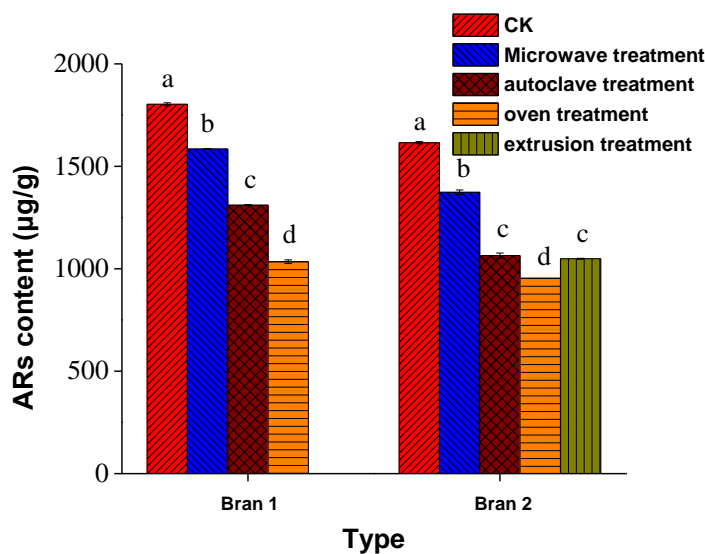 CK
Microwave treatment
autoclave treatment
oven treatment
extrusion treatment
2000
1500
1000
500
0
ARs content (µg/g)
a
b
c
d
a
b
c
d
c
Bran 1
Bran 2
Type